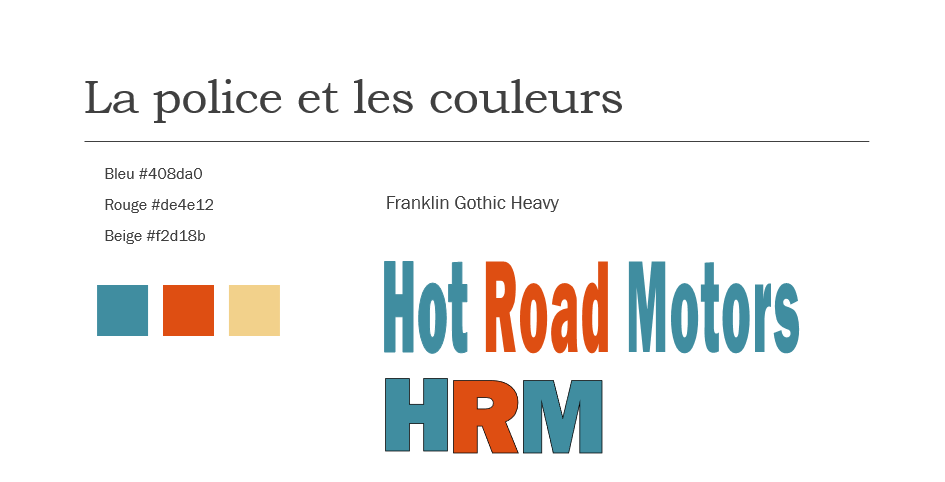 La police et les couleurs
Bleu #408da0
Rouge #de4e12
Beige #f2d18b
Franklin Gothic Heavy
Hot Road Motors
HRM